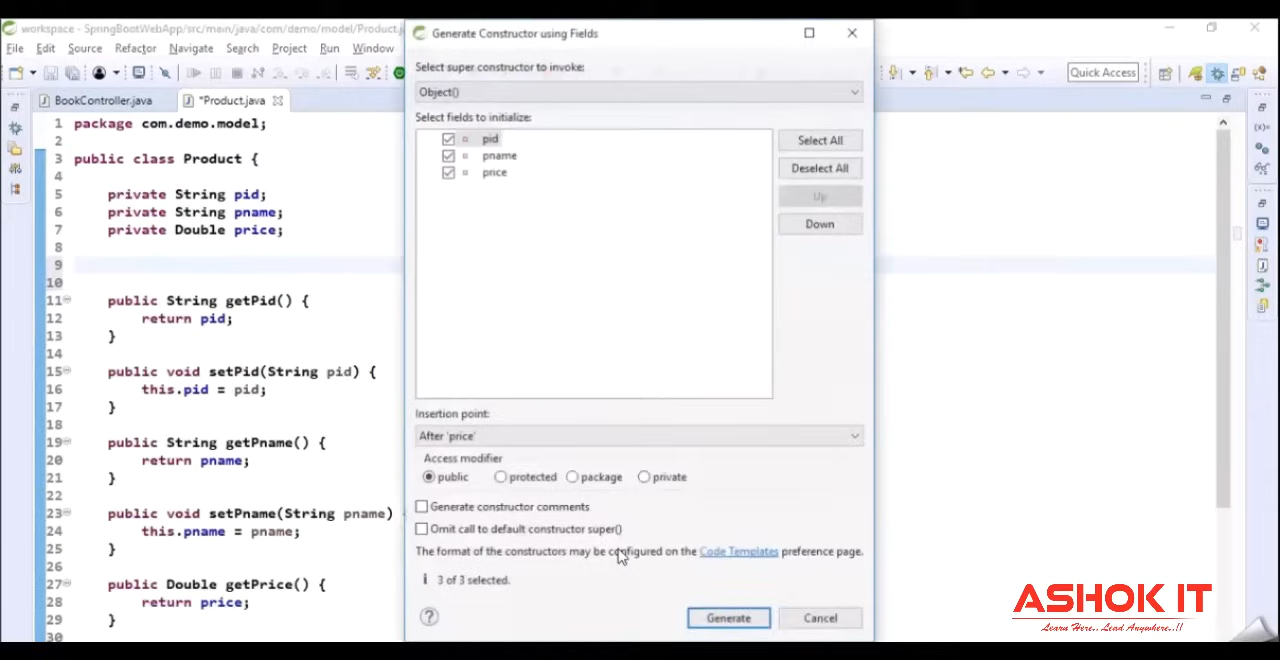 workspace - SpringBootWebApp/src/main/java/com/demo/model/Product.j
File Edit Source Refactor Navigate Search Project Run Window
Quick Access
BookController.java
*Product.java
1 package com.demo.model;
2
3 public class Product {
4
5 private String pid;
6 private String pname;
7 private Double price;
8
9
10
11 public String getPid() {
12 return pid;
13 }
14
15 public void setPid(String pid) {
16 this.pid = pid;
17 }
18
19 public String getPname() {
20 return pname;
21 }
22
23 public void setPname(String pname)
24 this.pname = pname;
25 }
26
27 public Double getPrice() {
28 return price;
29 }
30
Generate Constructor using Fields
Select super constructor to invoke:
Object()
Select fields to initialize:
pid
pname
price
Select All
Deselect All
Up
Down
Insertion point:
After 'price'
Access modifier
public protected package private
Generate constructor comments
Omit call to default constructor super()
The format of the constructors may be configured on the Code Templates preference page.
i 3 of 3 selected.
?
Generate
Cancel
ASHOK IT
Learn Here.. Lead Anywhere..!!